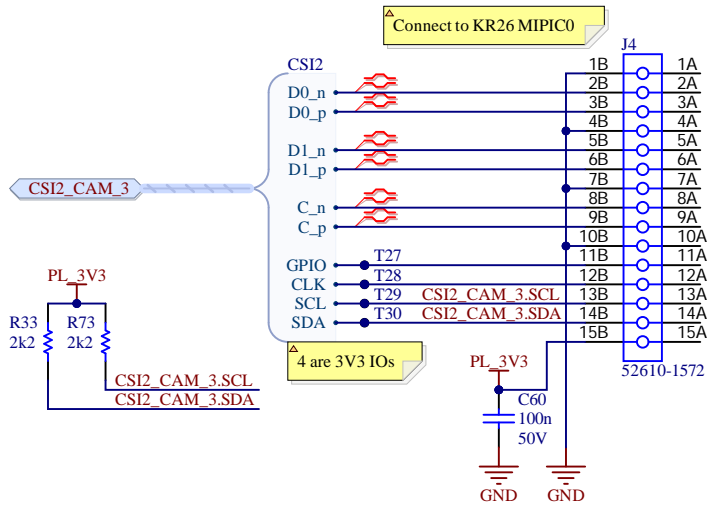 Connect to KR26 MIPIC0
J4
CSI2
1B 1A
D0_n 2B 2A
D0_p 3B 3A
4B 4A
D1_n 5B 5A
D1_p 6B 6A
7B 7A
CSI2_CAM_3
C_n 8B 8A
C_p 9B 9A
10B 10A
GPIO T27 11B 11A
CLK T28 12B 12A
SCL T29 CSI2_CAM_3.SCL 13B 13A
SDA T30 CSI2_CAM_3.SDA 14B 14A
15B 15A
PL_3V3
R33 R73
2k2 2k2
CSI2_CAM_3.SCL
CSI2_CAM_3.SDA
4 are 3V3 IOs
52610-1572
PL_3V3
C60
100n
50V
GND GND